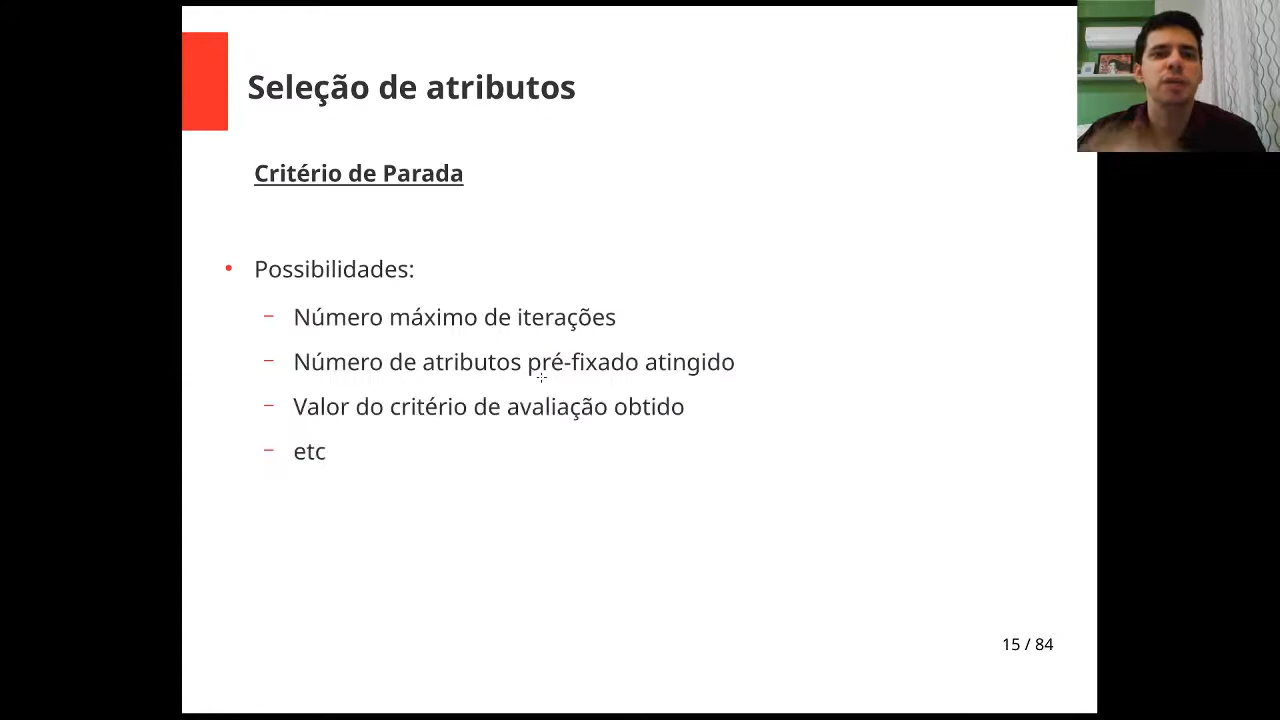 Seleção de atributos
Critério de Parada
• Possibilidades:
– Número máximo de iterações
– Número de atributos pré-fixado atingido
– Valor do critério de avaliação obtido
– etc
15 / 84